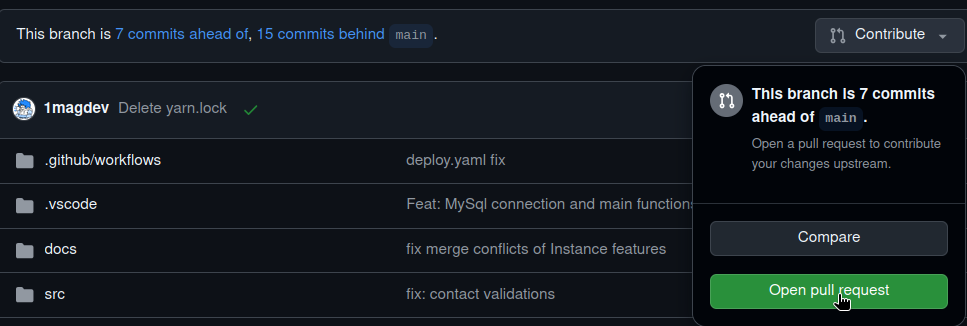 This branch is 7 commits ahead of, 15 commits behind main .
Contribute
1magdev Delete yarn.lock
.github/workflows deploy.yaml fix
.vscode Feat: MySql connection and main functions
docs fix merge conflicts of Instance features
src fix: contact validations
This branch is 7 commits
ahead of main .
Open a pull request to contribute
your changes upstream.
Compare
Open pull request